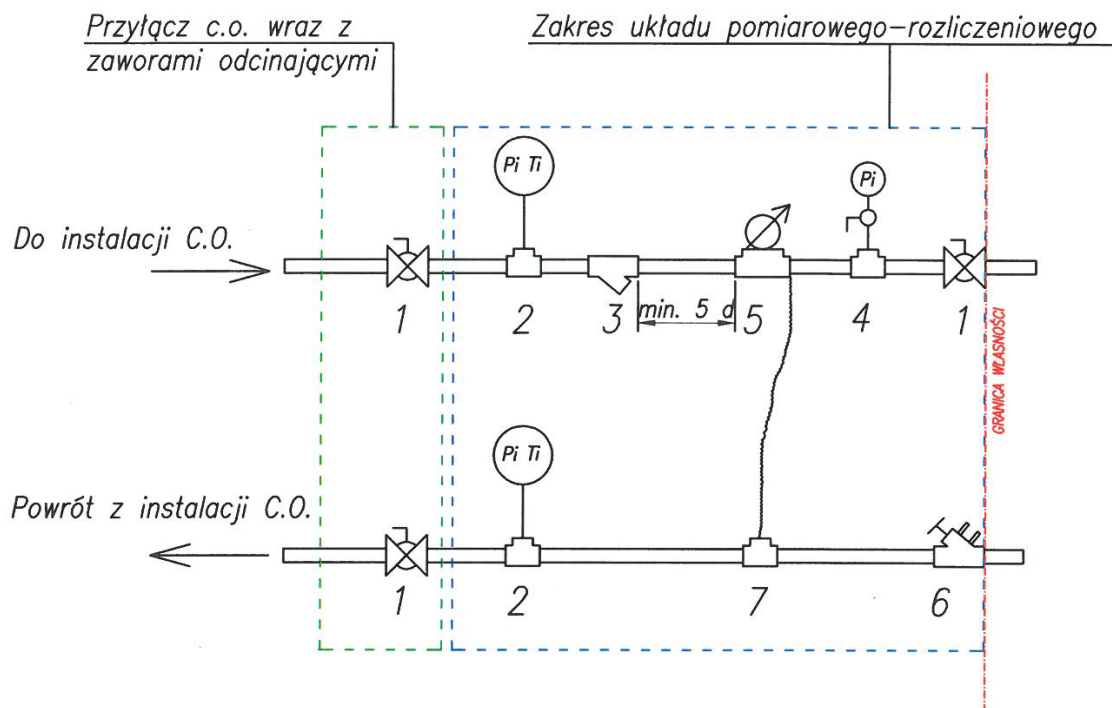 Przyłącz c.o. wraz z
zaworami odcinającymi
Zakres układu pomiarowego-rozliczeniowego
Pi Ti
Pi
Do instalacji C.O.
1
2
3
min. 5 d
5
4
1
GRANICA WŁASNOŚCI
Pi Ti
Powrót z instalacji C.O.
1
2
7
6